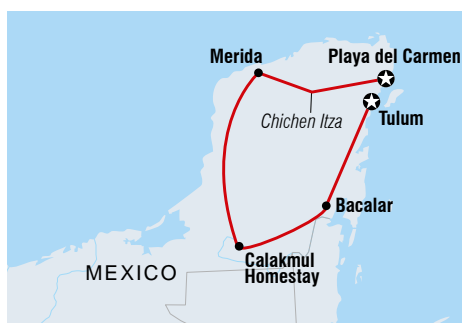 Merida
Playa del Carmen
Chichen Itza
Tulum
Bacalar
Calakmul
Homestay
MEXICO